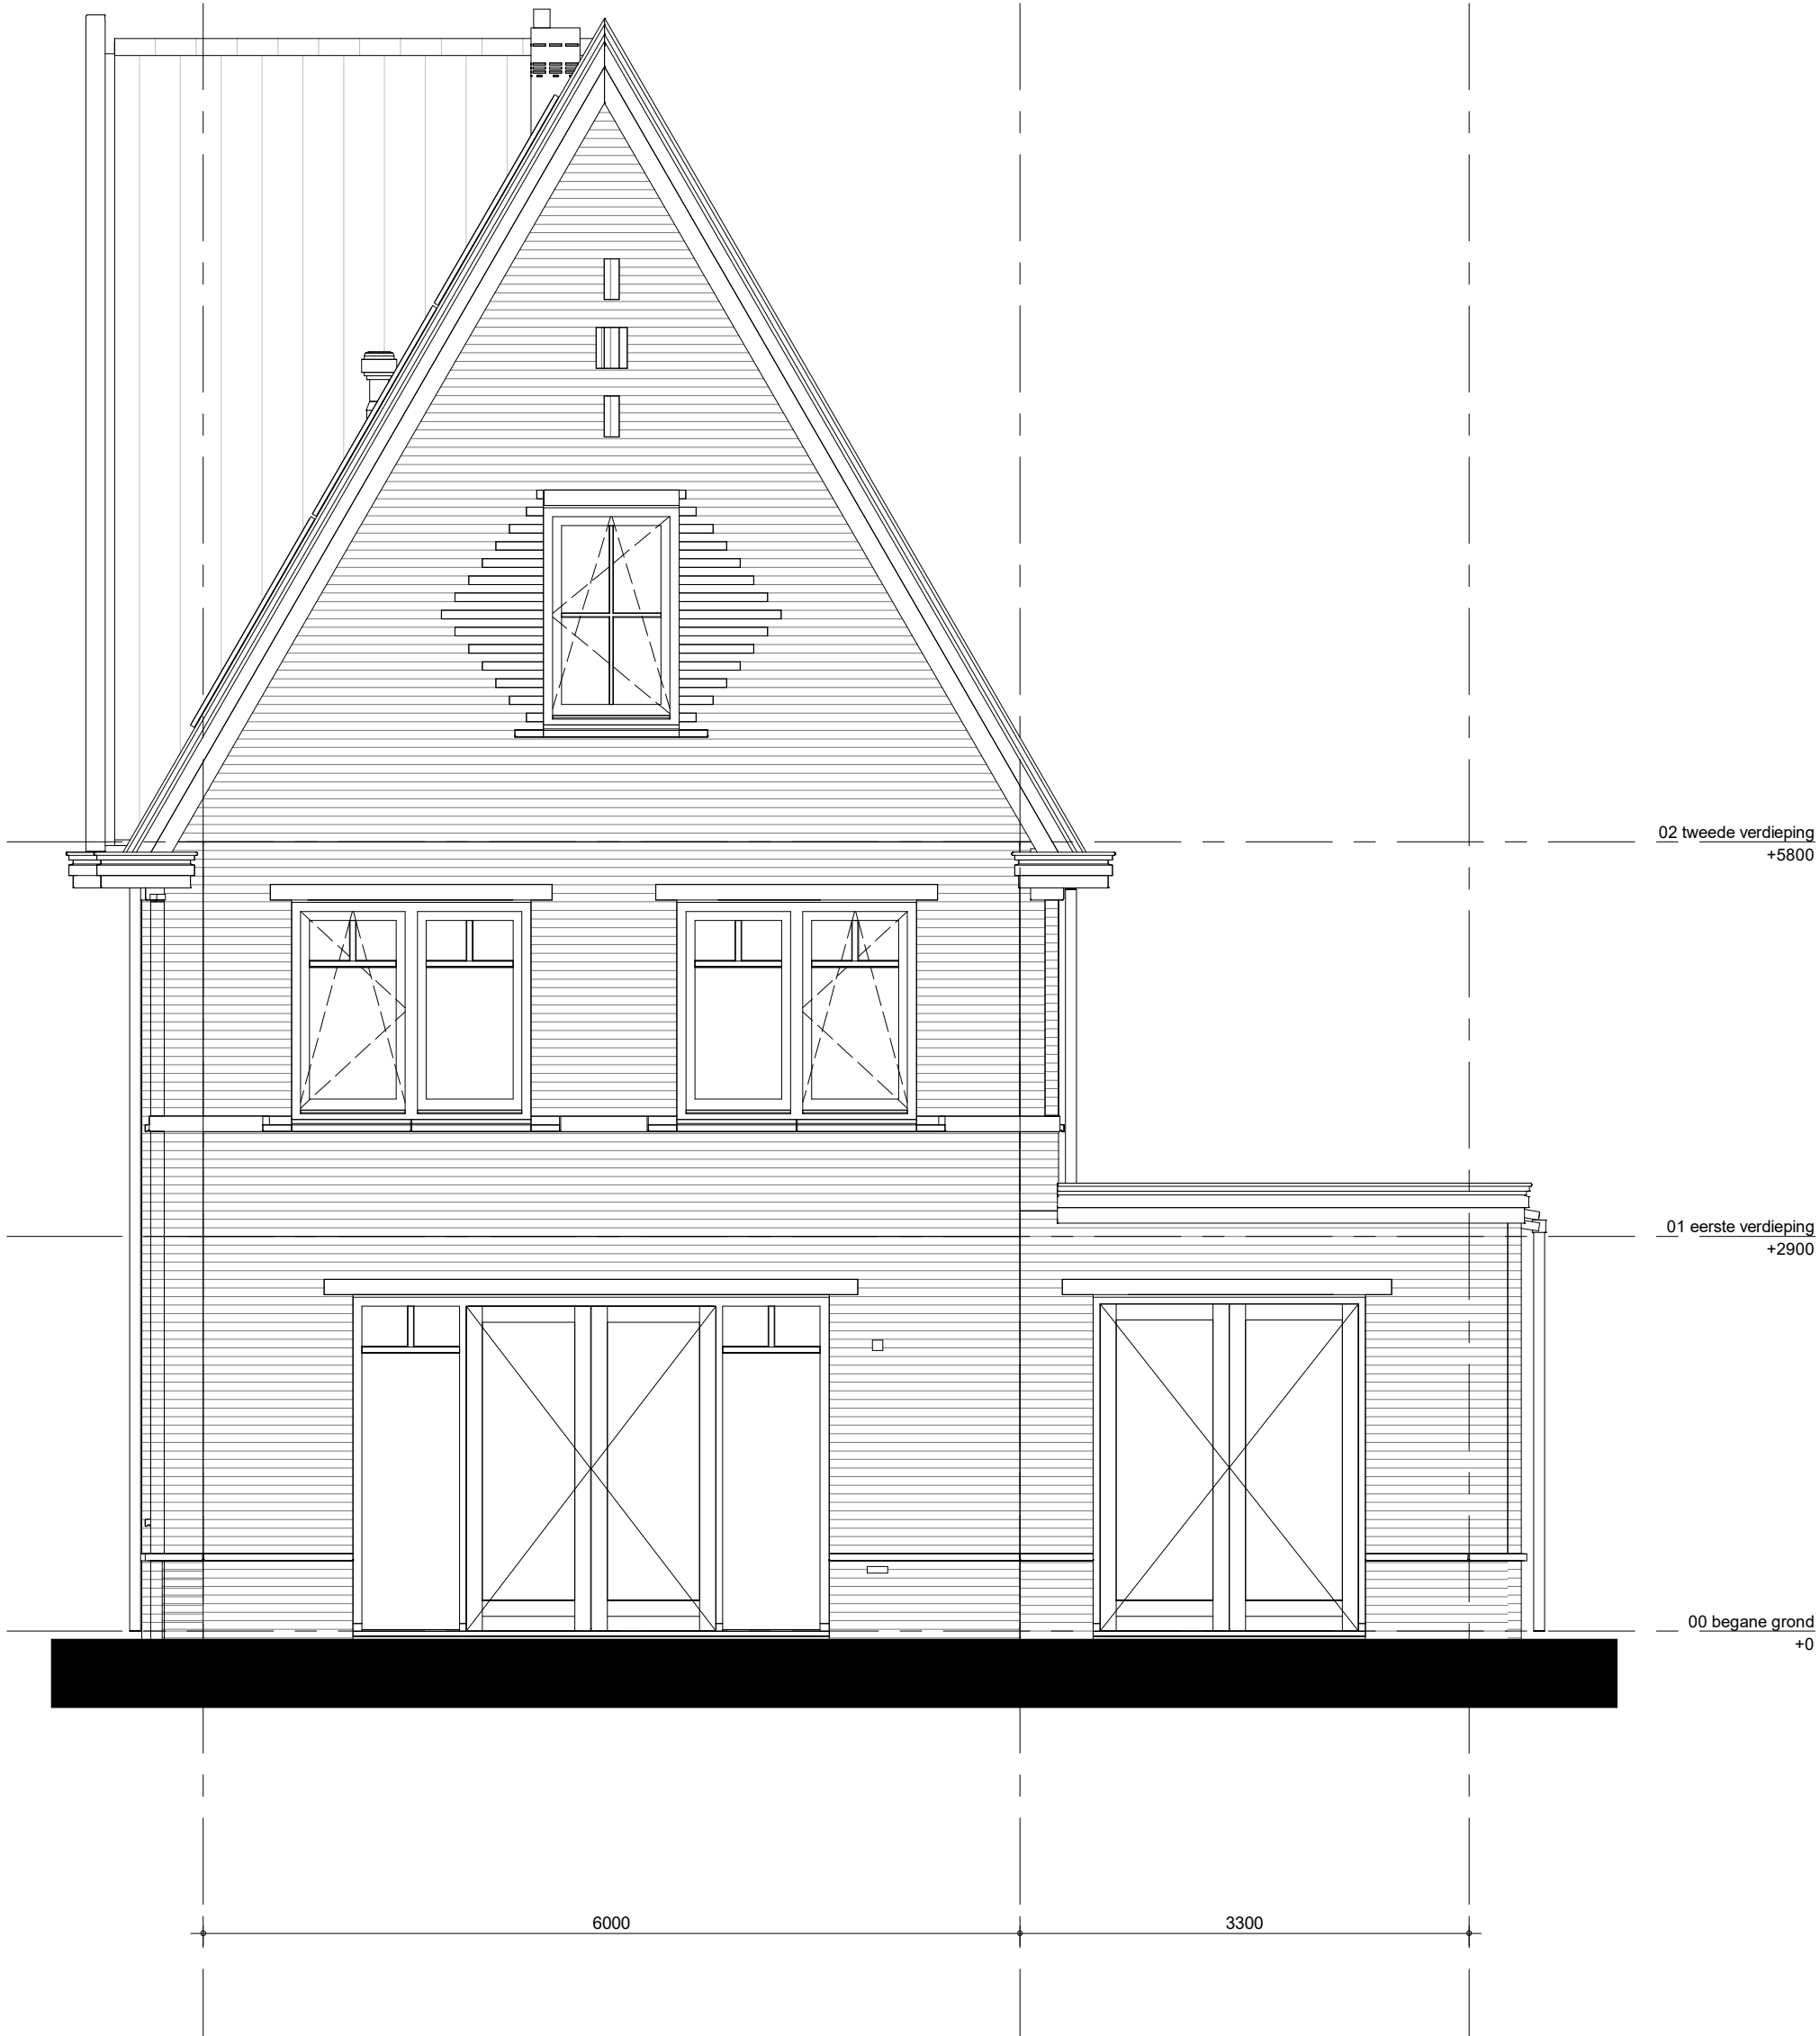 02 tweede verdieping
+5800
01 eerste verdieping
+2900
00 begane grond
+0
6000
3300